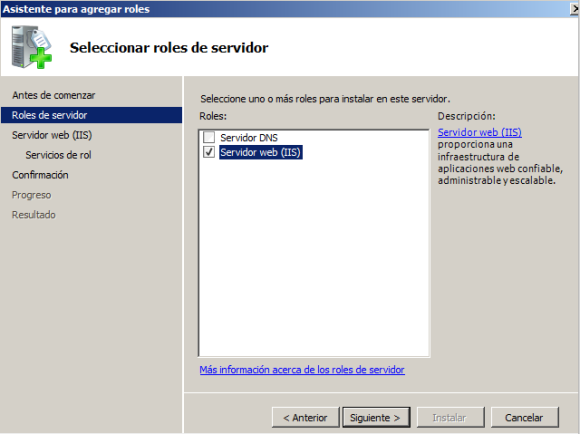 Asistente para agregar roles
Seleccionar roles de servidor
Antes de comenzar
Roles de servidor
Servidor web (IIS)
Servicios de rol
Confirmación
Progreso
Resultado
Seleccione uno o más roles para instalar en este servidor.
Roles:
Servidor DNS
Servidor web (IIS)
Más información acerca de los roles de servidor
Descripción:
Servidor web (IIS)
proporciona una
infraestructura de
aplicaciones web confiable,
administrable y escalable.
< Anterior
Siguiente >
Instalar
Cancelar